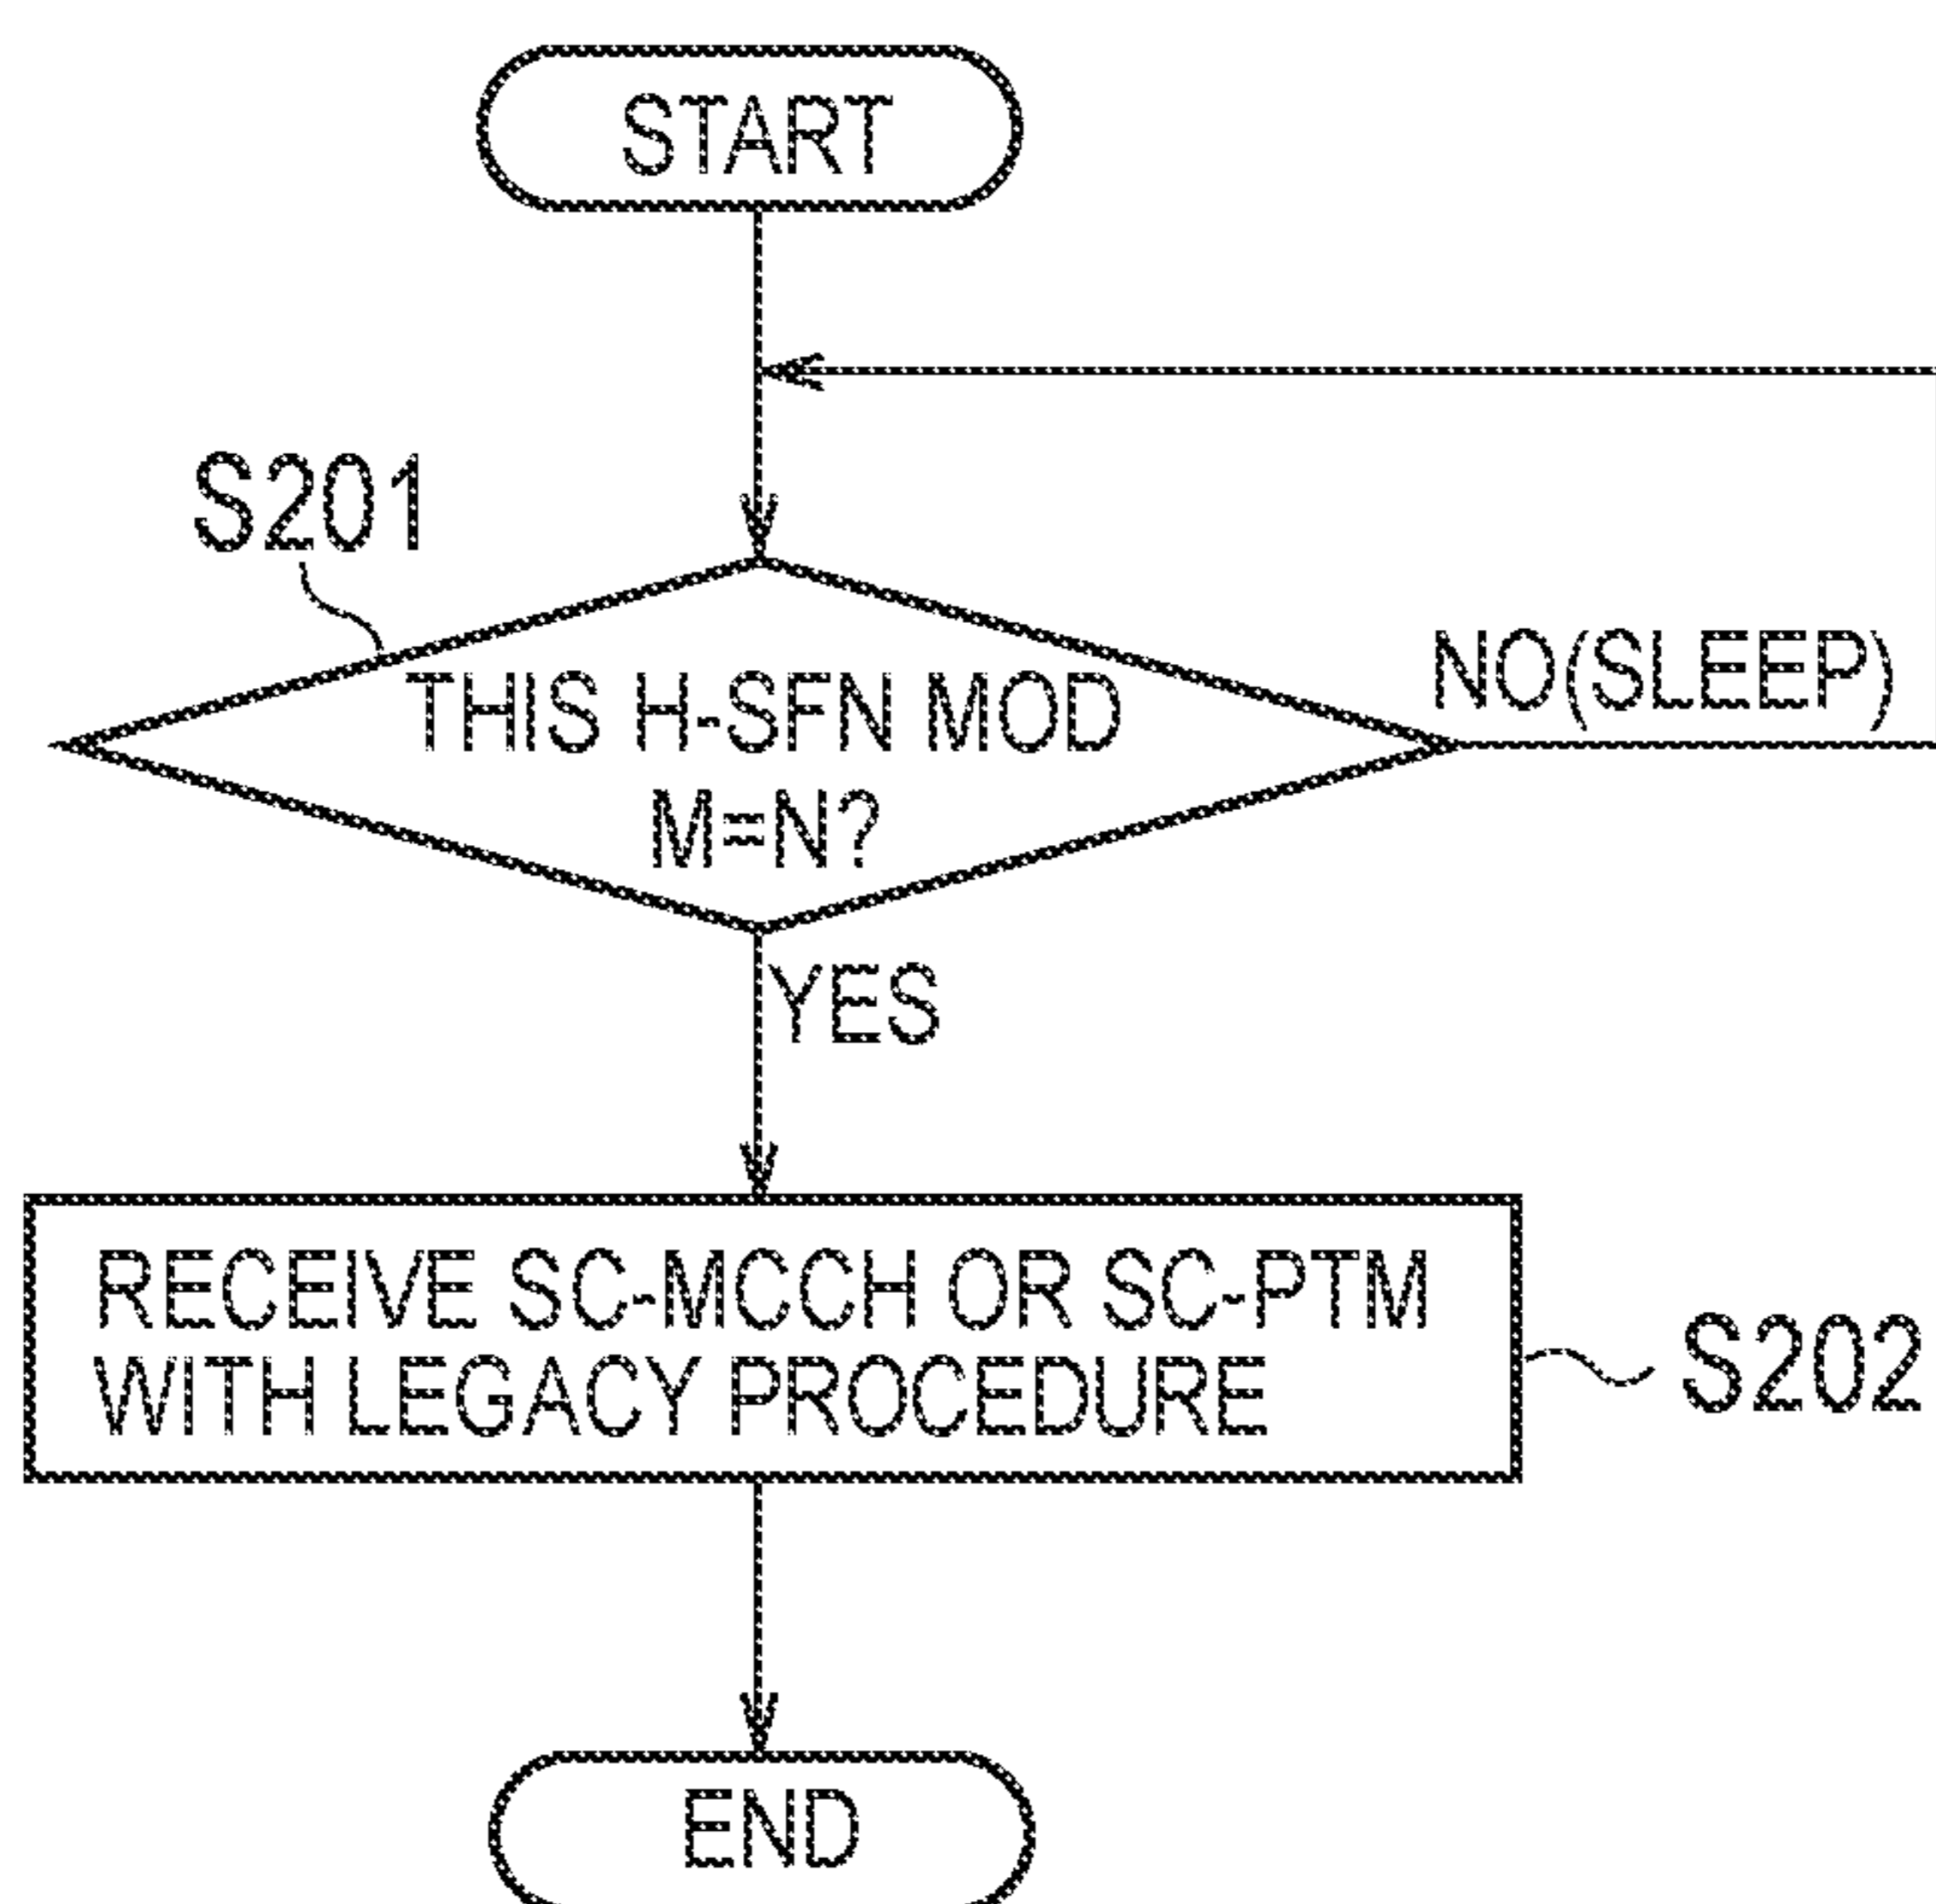 START
S201
THIS H-SFN MOD
M=N?
NO(SLEEP)
YES
RECEIVE SC-MCCH OR SC-PTM
WITH LEGACY PROCEDURE
S202
END